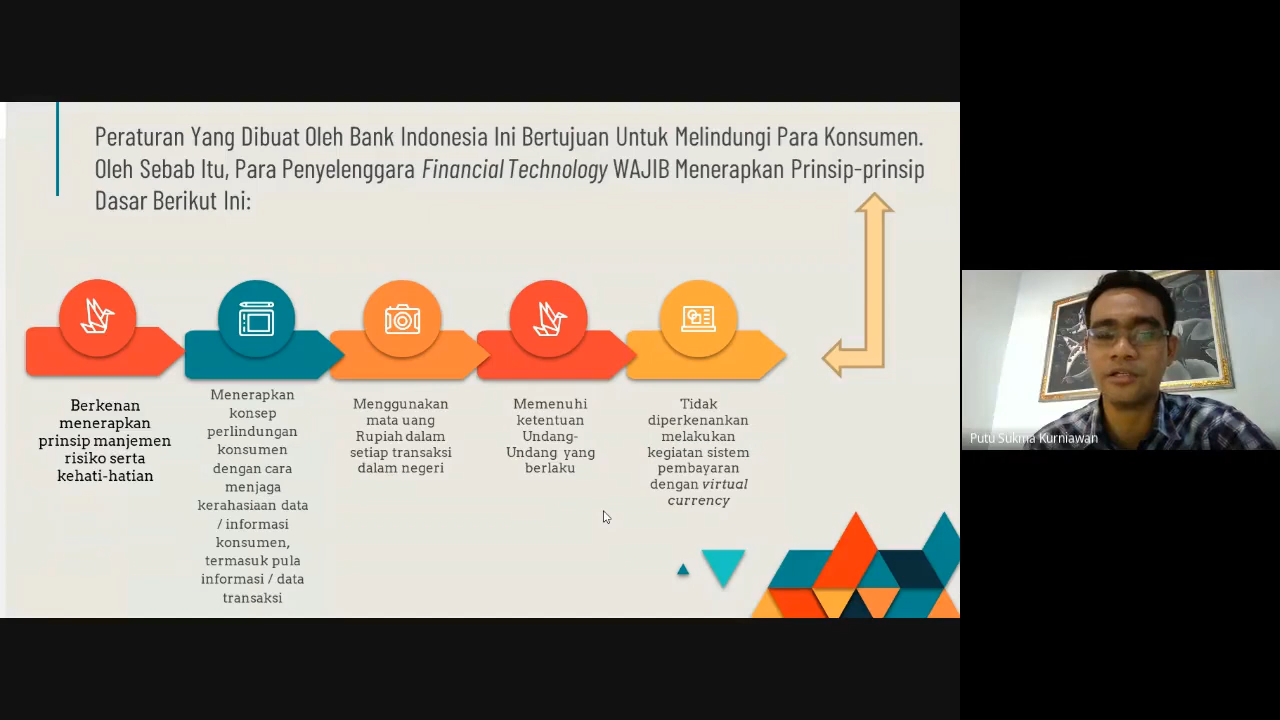 Peraturan Yang Dibuat Oleh Bank Indonesia Ini Bertujuan Untuk Melindungi Para Konsumen.
Oleh Sebab Itu, Para Penyelenggara Financial Technology WAJIB Menerapkan Prinsip-prinsip
Dasar Berikut Ini:
Berkenan
menerapkan
prinsip manjemen
risiko serta
kehati-hatian
Menerapkan
konsep
perlindungan
konsumen
dengan cara
menjaga
kerahasiaan data
/ informasi
konsumen,
termasuk pula
informasi / data
transaksi
Menggunakan
mata uang
Rupiah dalam
setiap transaksi
dalam negeri
Memenuhi
ketentuan
Undang-
Undang yang
berlaku
Tidak
diperkenankan
melakukan
kegiatan sistem
pembayaran
dengan virtual
currency
Putu Sukma Kurniawan